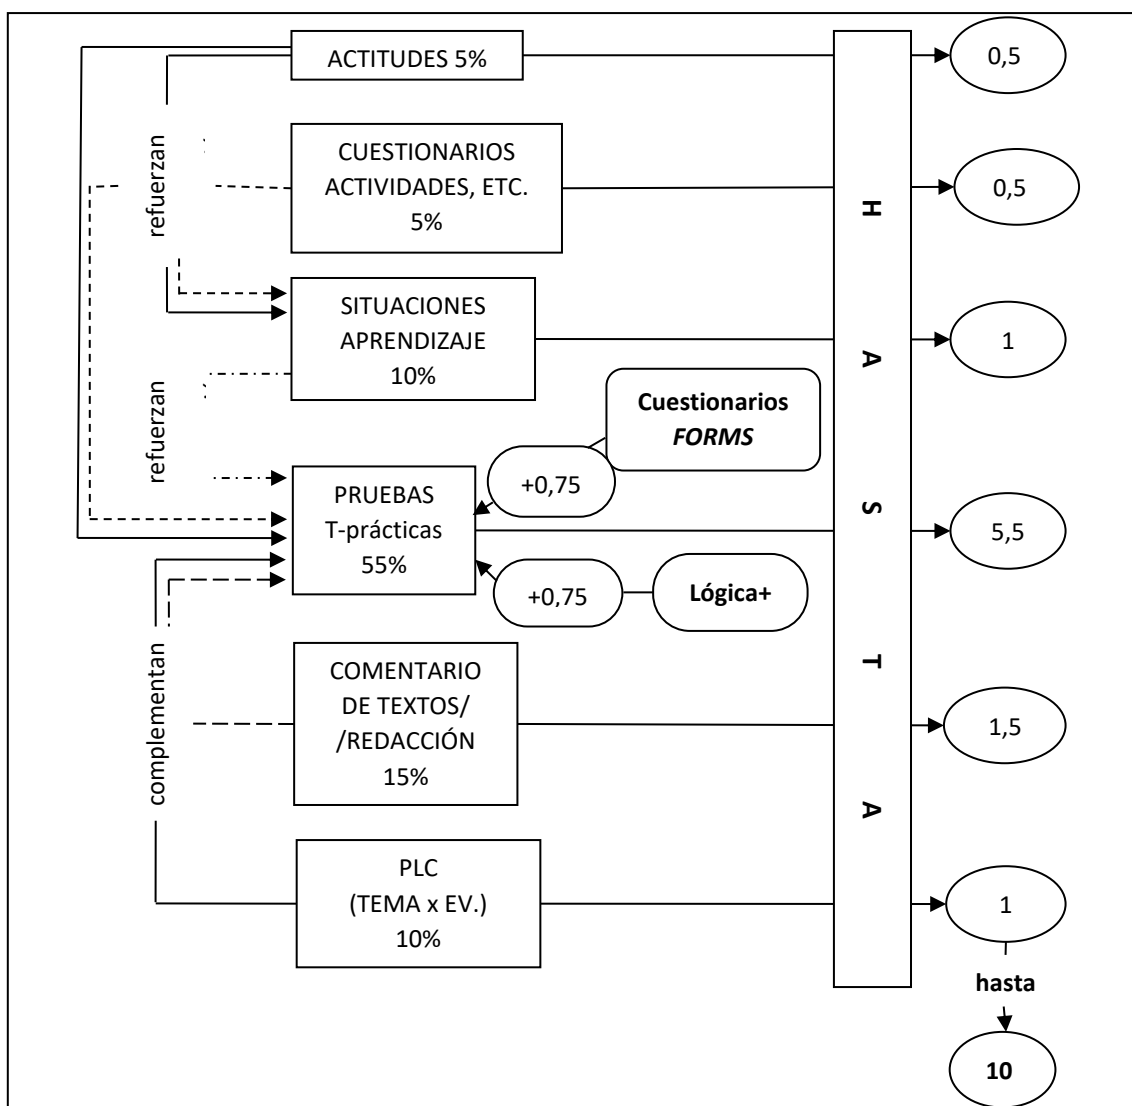 ACTITUDES 5%
0,5
refuerzan
CUESTIONARIOS
ACTIVIDADES, ETC.
5%
0,5
SITUACIONES
APRENDIZAJE
10%
1
refuerzan
Cuestionarios
FORMS
+0,75
PRUEBAS
T-prácticas
55%
5,5
+0,75
Lógica+
complementan
COMENTARIO
DE TEXTOS/
/REDACCIÓN
15%
1,5
PLC
(TEMA x EV.)
10%
1
HASTA
hasta
10